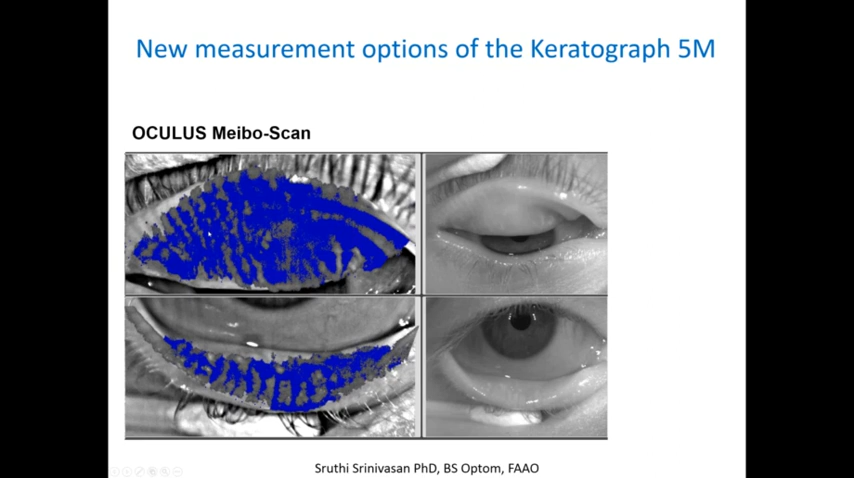 New measurement options of the Keratograph 5M
OCULUS Meibo-Scan
Sruthi Srinivasan PhD, BS Optom, FAAO